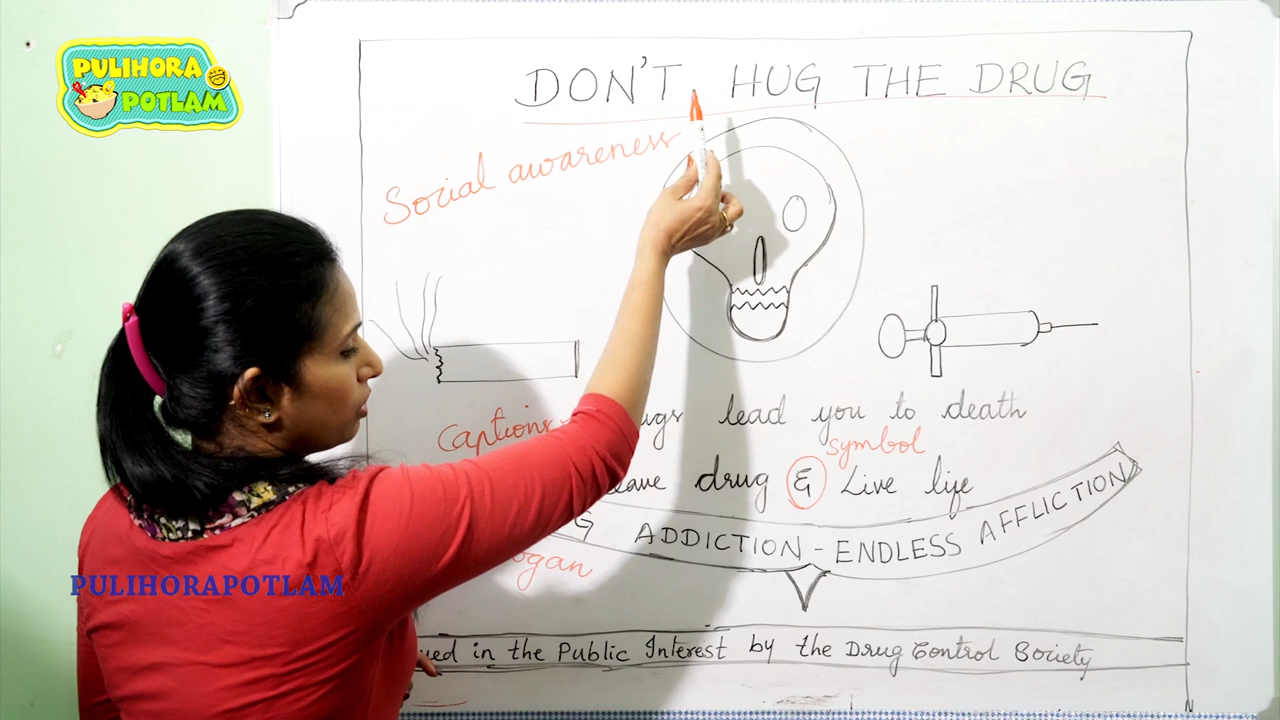 PULIHORA
POTLAM
DON'T HUG THE DRUG
Social awareness
Captions
lead you to death
symbol
drug & Live life
ADDICTION - ENDLESS AFFLICTION
PULIHORAPOTLAM
in the Public Interest by the Drug Control Society